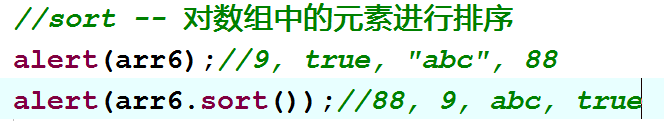 //sort -- 对数组中的元素进行排序
alert(arr6);//9, true, "abc", 88
alert(arr6.sort());//88, 9, abc, true